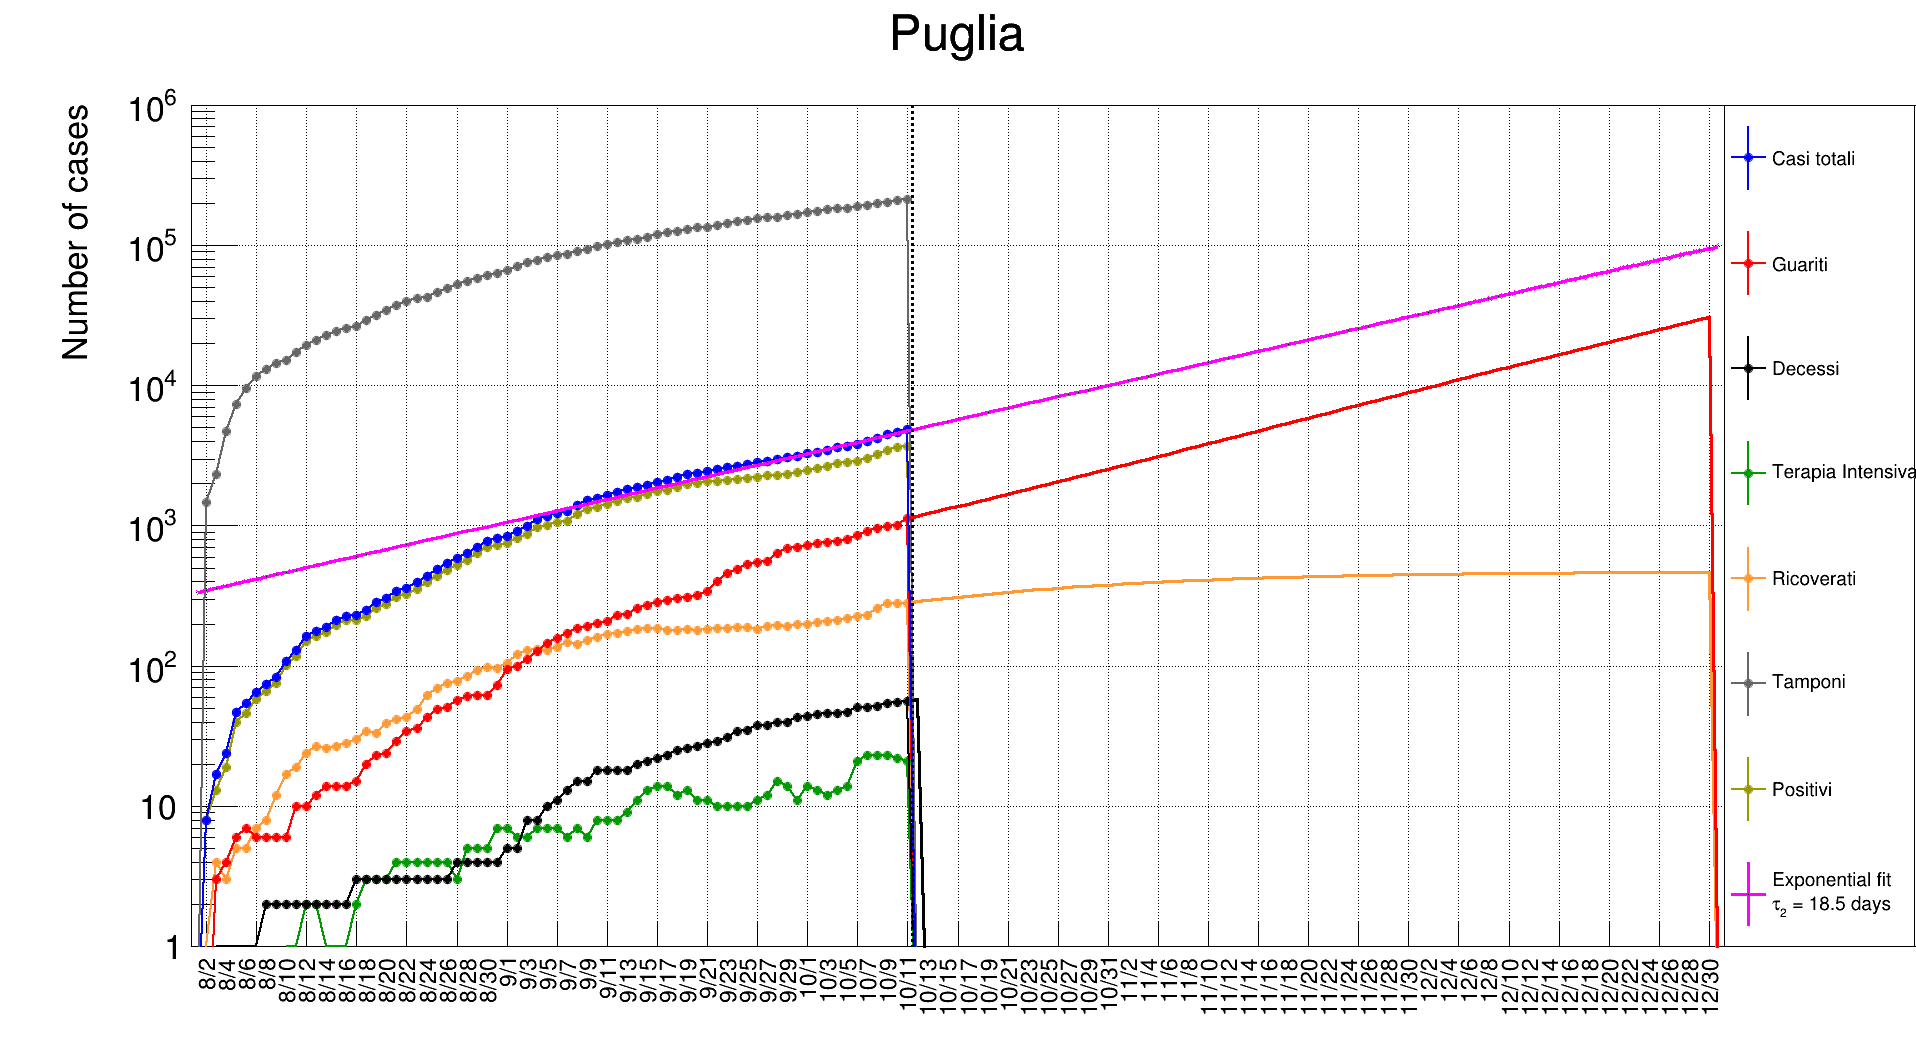 Puglia
Number of cases
10^6
10^5
10^4
10^3
10^2
10
1
8/2 8/4 8/6 8/8 8/10 8/12 8/14 8/16 8/18 8/20 8/22 8/24 8/26 8/28 8/30 9/1 9/3 9/5 9/7 9/9 9/11 9/13 9/15 9/17 9/19 9/21 9/23 9/25 9/27 9/29 10/1 10/3 10/5 10/7 10/9 10/11 10/13 10/15 10/17 10/19 10/21 10/23 10/25 10/27 10/29 10/31 11/2 11/4 11/6 11/8 11/10 11/12 11/14 11/16 11/18 11/20 11/22 11/24 11/26 11/28 11/30 12/2 12/4 12/6 12/8 12/10 12/12 12/14 12/16 12/18 12/20 12/22 12/24 12/26 12/28 12/30
Casi totali
Guariti
Decessi
Terapia Intensiva
Ricoverati
Tamponi
Positivi
Exponential fit
τ₂ = 18.5 days